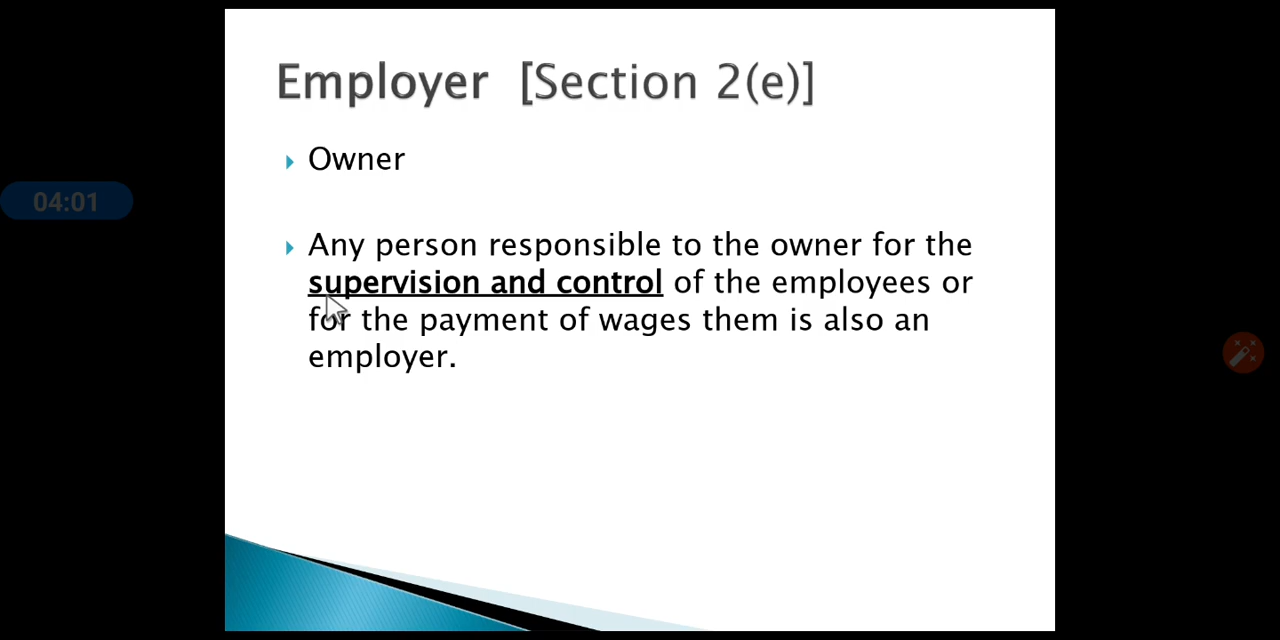 Employer [Section 2(e)]
Owner
04:01
Any person responsible to the owner for the
supervision and control of the employees or
for the payment of wages them is also an
employer.